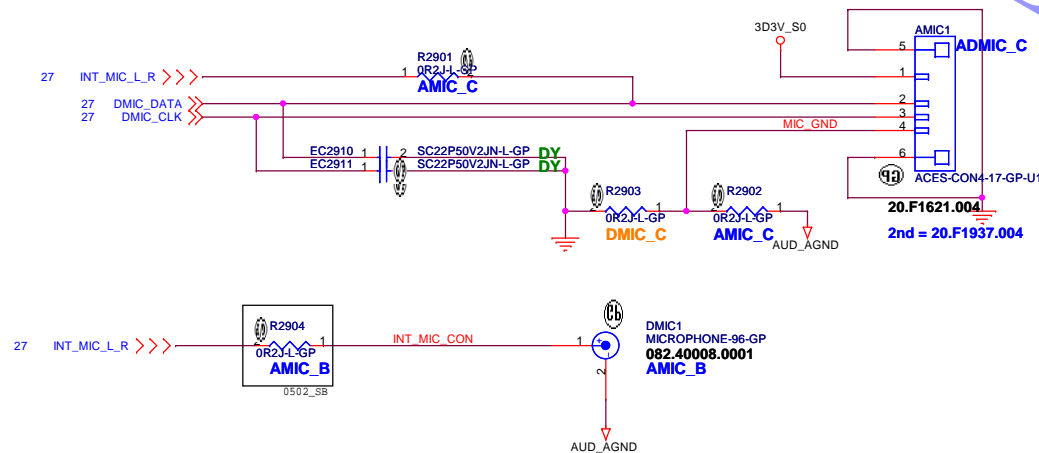 3D3V_S0
AMIC1
ADMIC_C
5
R2901
0R2J-L-GP
AMIC_C
1
27 INT_MIC_L_R
1
27 DMIC_DATA
2
27 DMIC_CLK
3
MIC_GND
4
EC2910 1 2 SC22P50V2JN-L-GP DY
EC2911 1 SC22P50V2JN-L-GP DY
6
ACES-CON4-17-GP-U1
20.F1621.004
2nd = 20.F1937.004
R2903
1
0R2J-L-GP
DMIC_C
R2902
1
0R2J-L-GP
AMIC_C
AUD_AGND
27 INT_MIC_L_R
R2904
1
0R2J-L-GP
AMIC_B
0502_SB
INT_MIC_CON
1
2
DMIC1
MICROPHONE-96-GP
082.40008.0001
AMIC_B
AUD_AGND